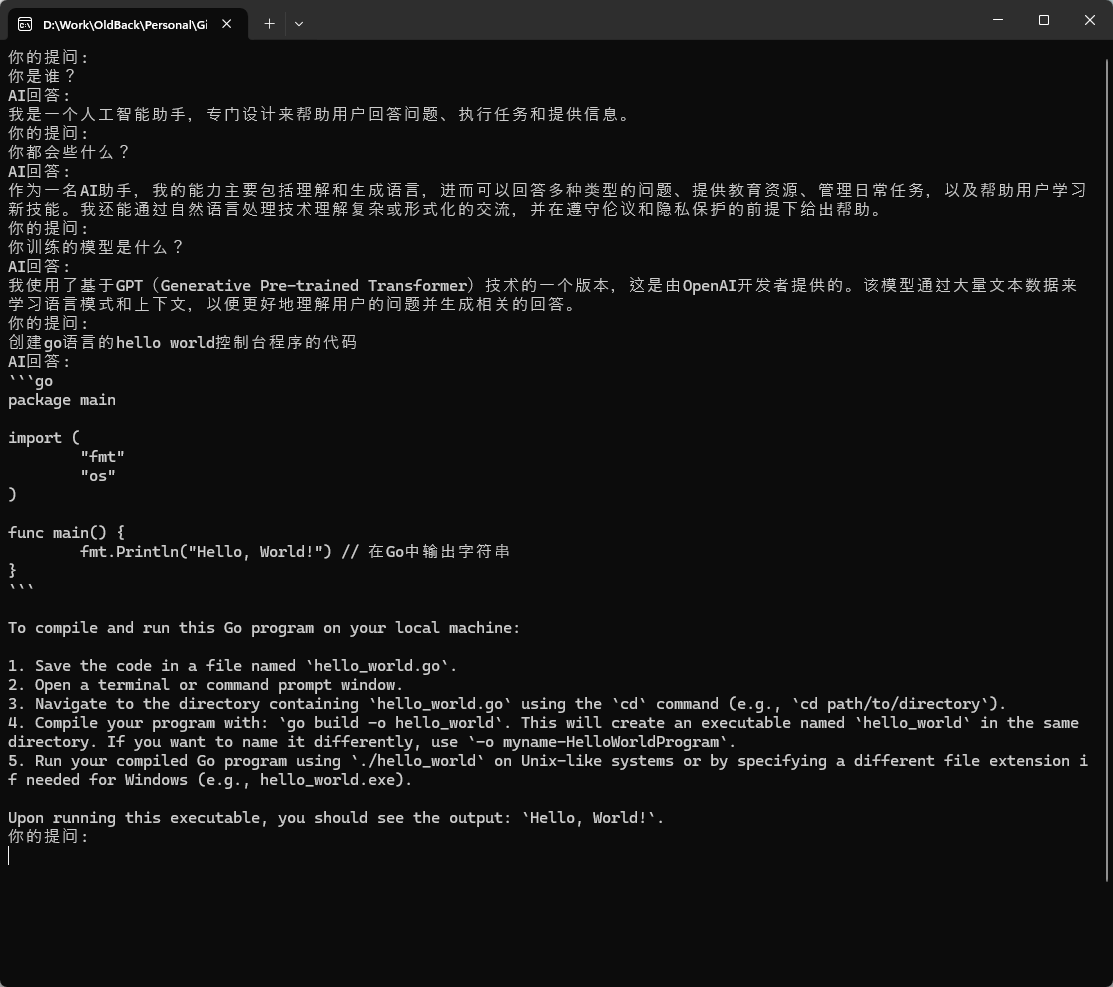 D:\Work\OldBack\Personal\Gi
你的提问：
你是谁？
AI回答：
我是一个人工智能助手，专门设计来帮助用户回答问题、执行任务和提供信息。
你的提问：
你都会些什么？
AI回答：
作为一名AI助手，我的能力主要包括理解和生成语言，进而可以回答多种类型的问题、提供教育资源、管理日常任务，以及帮助用户学习
新技能。我还能通过自然语言处理技术理解复杂或形式化的交流，并在遵守伦议和隐私保护的前提下给出帮助。
你的提问：
你训练的模型是什么？
AI回答：
我使用了基于GPT（Generative Pre-trained Transformer）技术的一个版本，这是由OpenAI开发者提供的。该模型通过大量文本数据来
学习语言模式和上下文，以便更好地理解用户的问题并生成相关的回答。
你的提问：
创建go语言的hello world控制台程序的代码
AI回答：
```go
package main
import (
"fmt"
"os"
)
func main() {
fmt.Println("Hello, World!") // 在Go中输出字符串
}
```
To compile and run this Go program on your local machine:
1. Save the code in a file named `hello_world.go`.
2. Open a terminal or command prompt window.
3. Navigate to the directory containing `hello_world.go` using the `cd` command (e.g., `cd path/to/directory`).
4. Compile your program with: `go build -o hello_world`. This will create an executable named `hello_world` in the same
directory. If you want to name it differently, use `-o myname-HelloWorldProgram`.
5. Run your compiled Go program using `./hello_world` on Unix-like systems or by specifying a different file extension i
f needed for Windows (e.g., hello_world.exe).
Upon running this executable, you should see the output: `Hello, World!`.
你的提问：